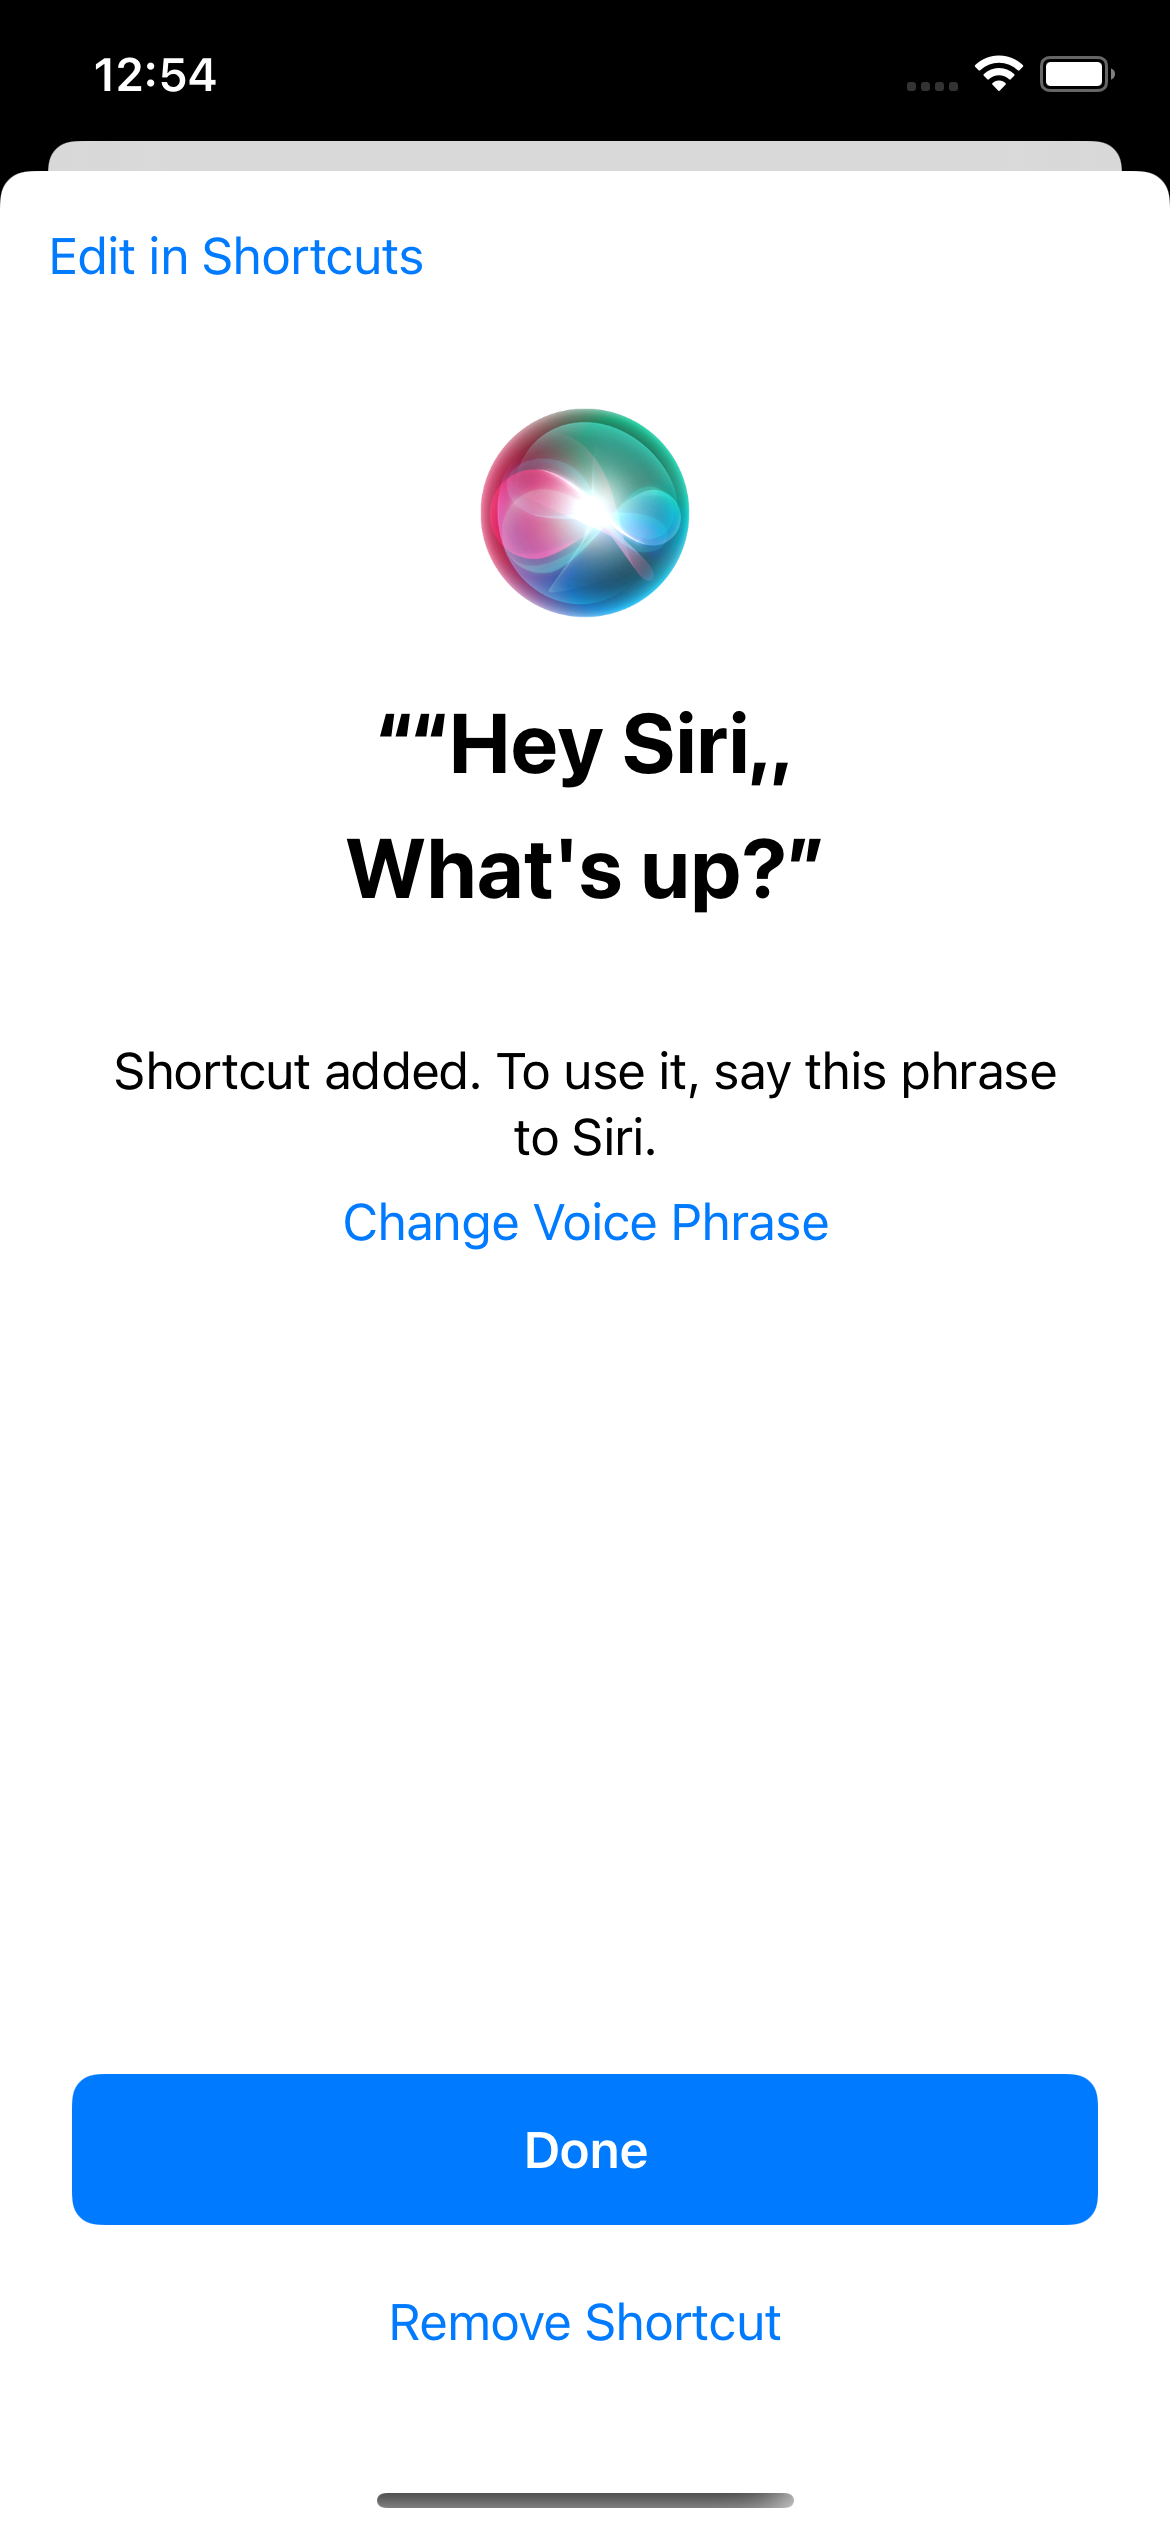 12:54
Edit in Shortcuts
““Hey Siri,,
What's up?”
Shortcut added. To use it, say this phrase
to Siri.
Change Voice Phrase
Done
Remove Shortcut